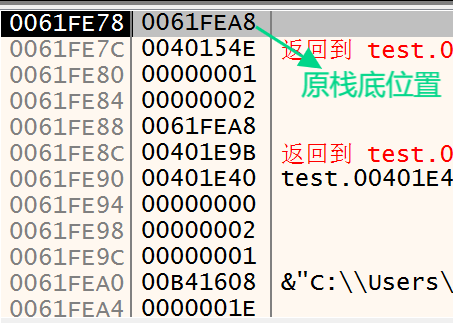 0061FE78 0061FEA8
0061FE7C 0040154E 返回到 test.0
0061FE80 00000001 原栈底位置
0061FE84 00000002
0061FE88 0061FEA8
0061FE8C 00401E9B 返回到 test.0
0061FE90 00401E40 test.00401E4
0061FE94 00000000
0061FE98 00000002
0061FE9C 00000001
0061FEA0 00B41608 &"C:\\Users\
0061FEA4 0000001E